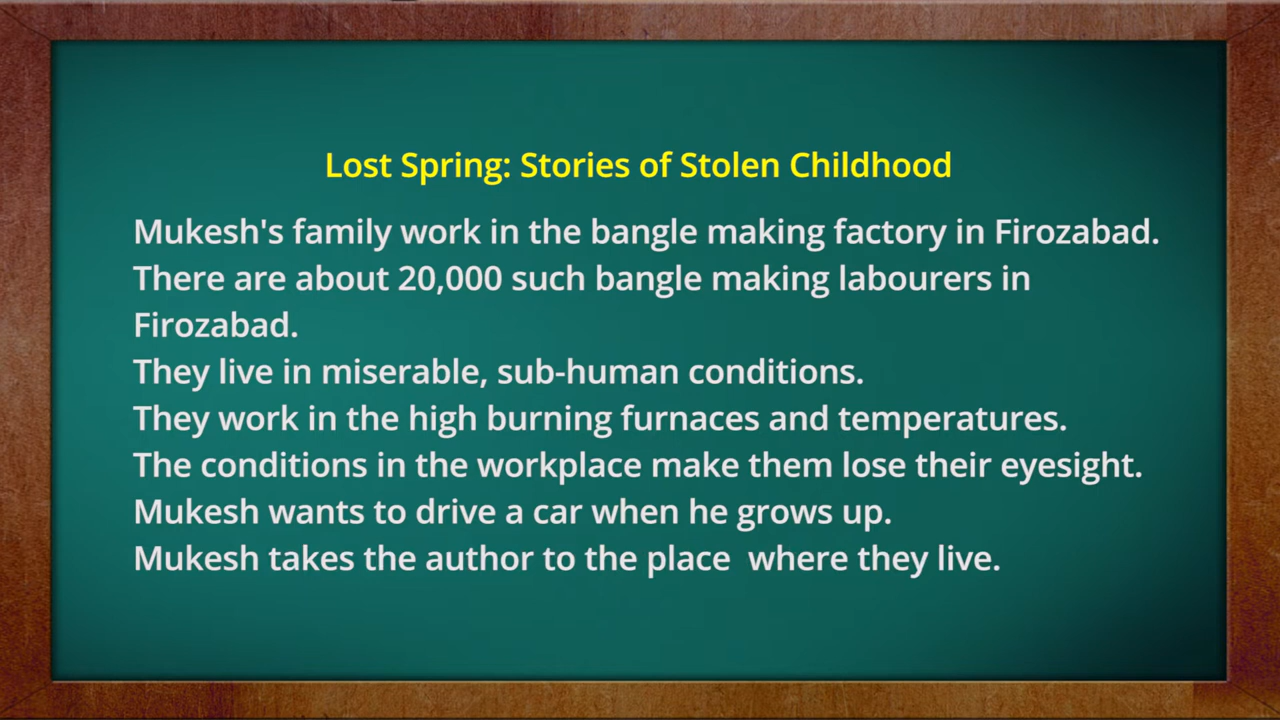 Lost Spring: Stories of Stolen Childhood
Mukesh's family work in the bangle making factory in Firozabad.
There are about 20,000 such bangle making labourers in
Firozabad.
They live in miserable, sub-human conditions.
They work in the high burning furnaces and temperatures.
The conditions in the workplace make them lose their eyesight.
Mukesh wants to drive a car when he grows up.
Mukesh takes the author to the place  where they live.